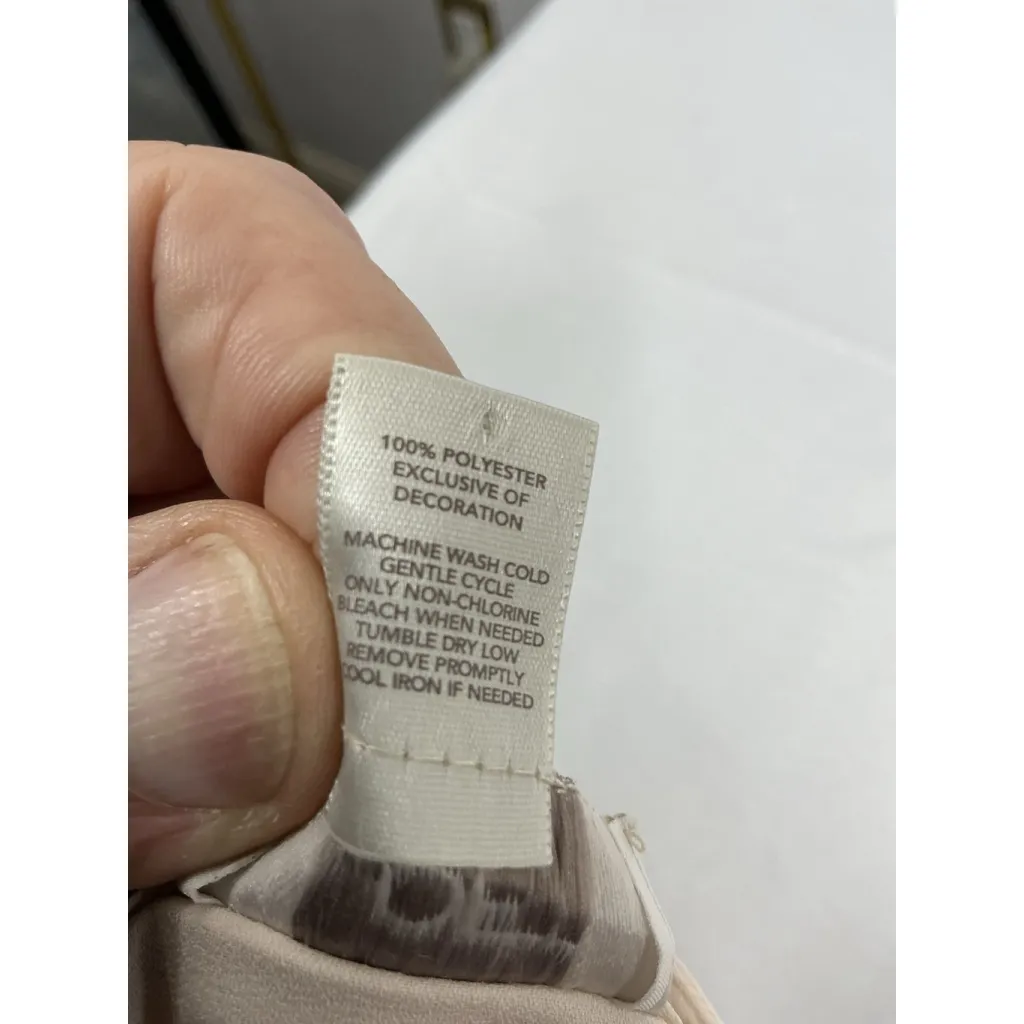 100% POLYESTER
EXCLUSIVE OF
DECORATION
MACHINE WASH COLD
GENTLE CYCLE
ONLY NON-CHLORINE
BLEACH WHEN NEEDED
TUMBLE DRY LOW
REMOVE PROMPTLY
COOL IRON IF NEEDED